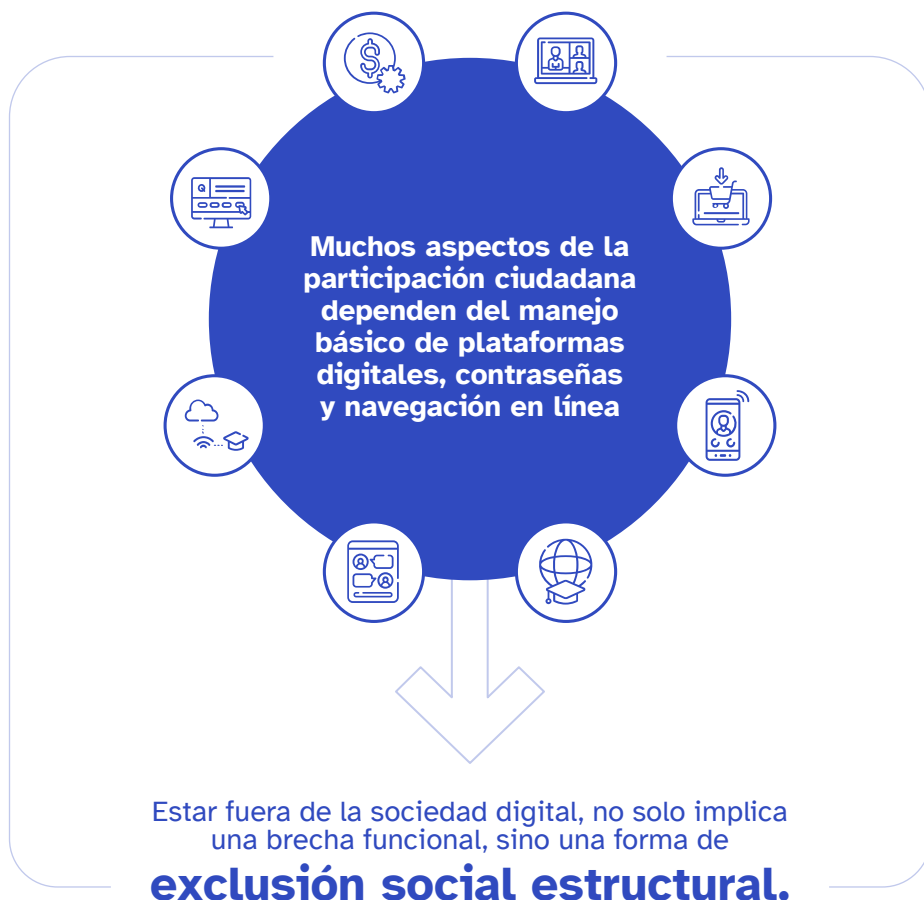 Muchos aspectos de la
participación ciudadana
dependen del manejo
básico de plataformas
digitales, contraseñas
y navegación en línea
Estar fuera de la sociedad digital, no solo implica
una brecha funcional, sino una forma de
exclusión social estructural.